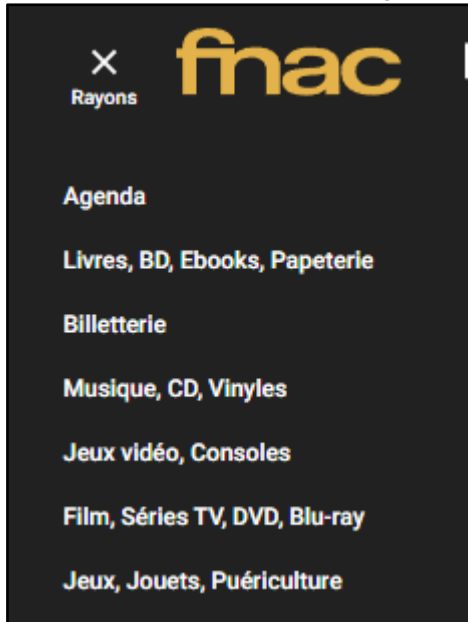 fnac
Rayons
Agenda
Livres, BD, Ebooks, Papeterie
Billetterie
Musique, CD, Vinyles
Jeux vidéo, Consoles
Film, Séries TV, DVD, Blu-ray
Jeux, Jouets, Puériculture